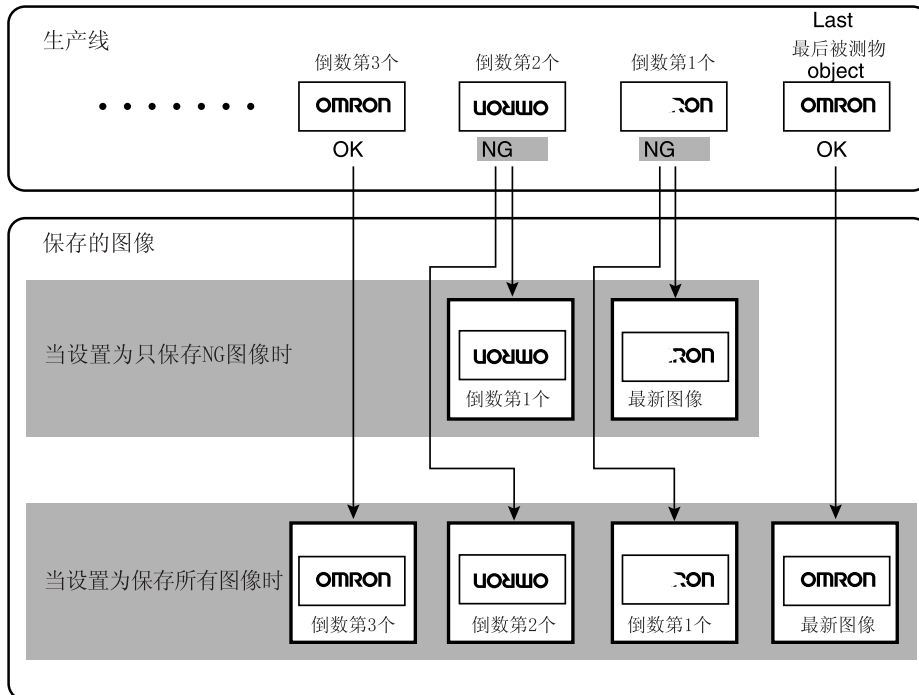 生产线
Last
最后被测物
object
倒数第3个
倒数第2个
倒数第1个
OMRON
OMRON
RON
OMRON
OK
NG
NG
OK
保存的图像
当设置为只保存NG图像时
OMRON
RON
倒数第1个
最新图像
当设置为保存所有图像时
OMRON
OMRON
RON
OMRON
倒数第3个
倒数第2个
倒数第1个
最新图像